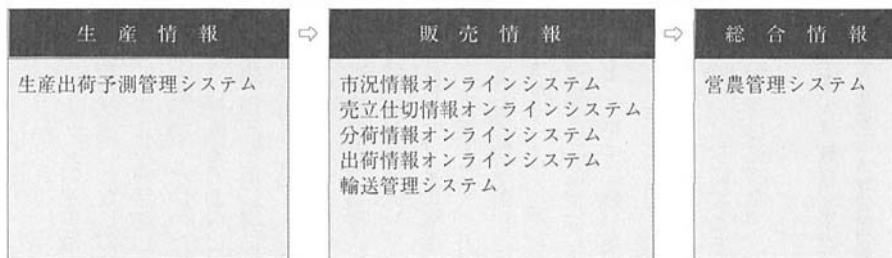 生産情報
生産出荷予測管理システム
⇨
販売情報
市況情報オンラインシステム
売立仕切情報オンラインシステム
分荷情報オンラインシステム
出荷情報オンラインシステム
輸送管理システム
⇨
総合情報
営農管理システム